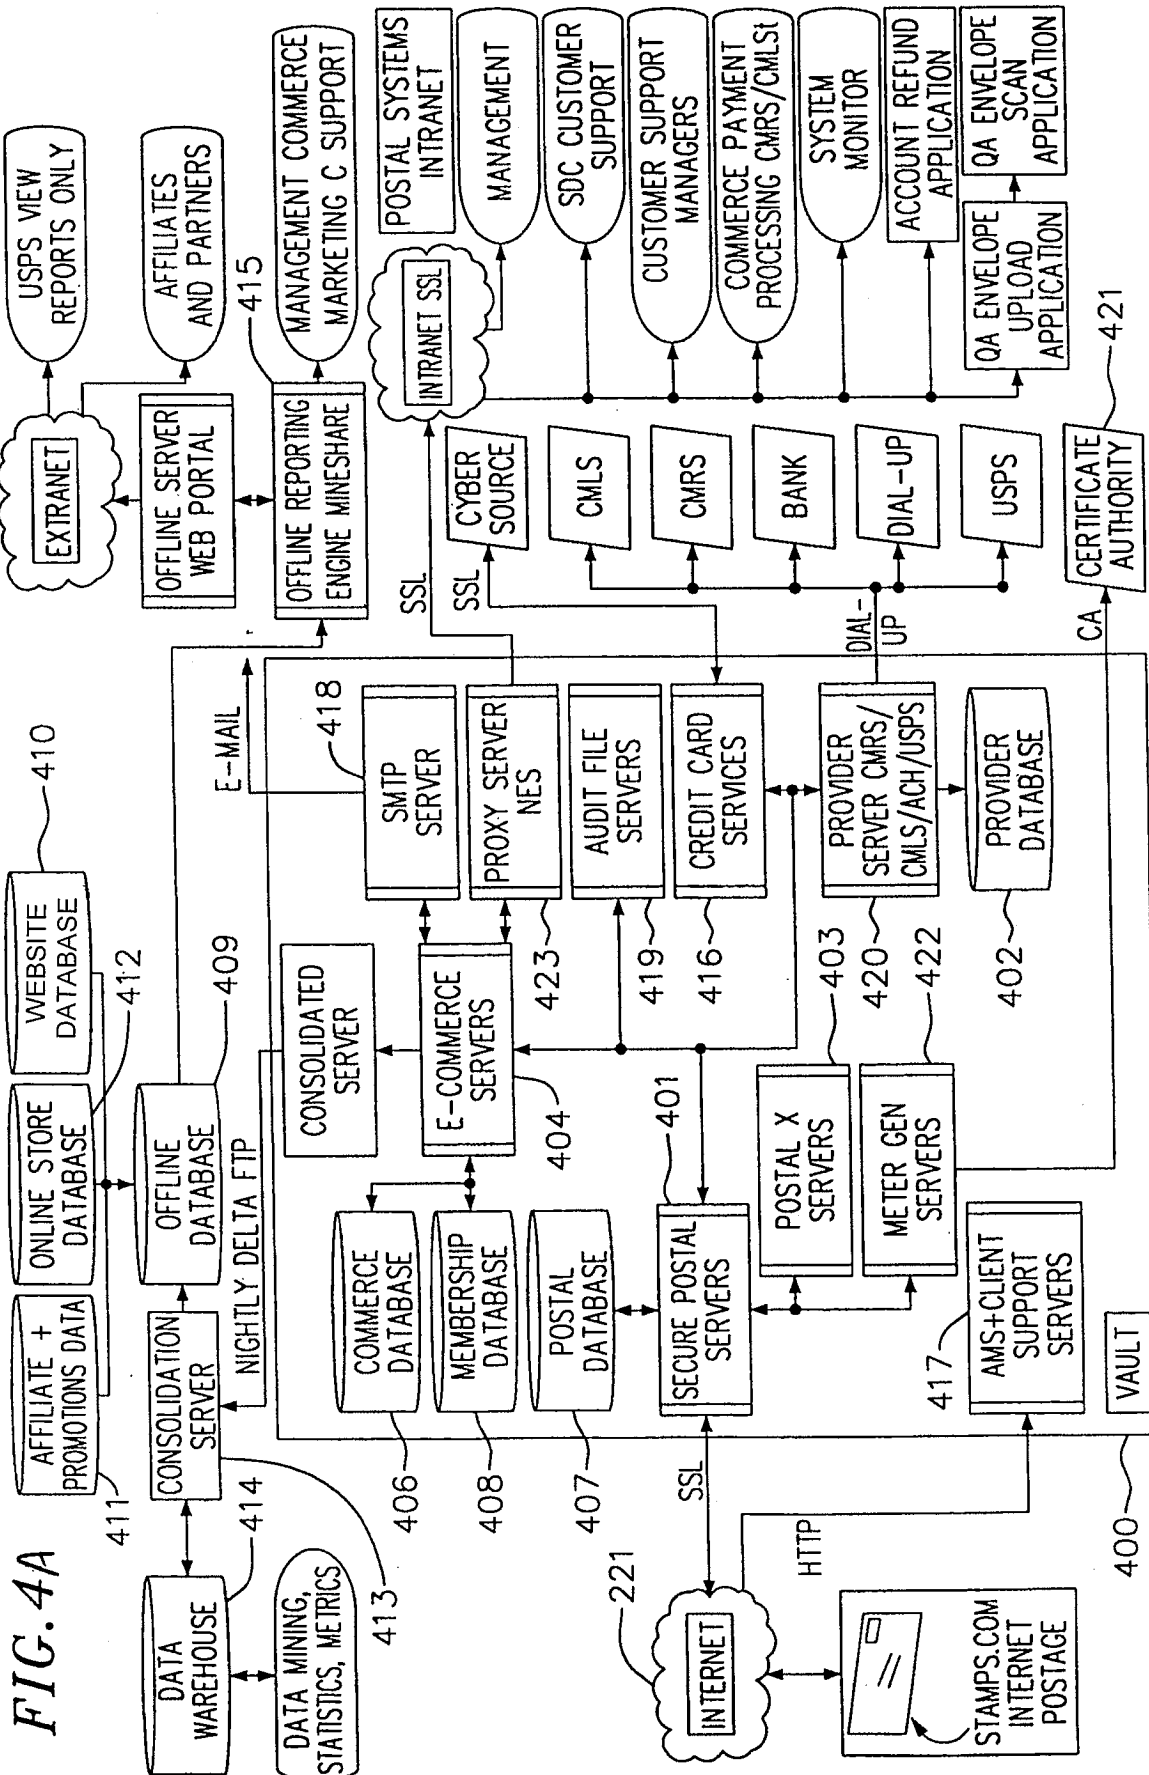 FIG. 4A
AFFILIATE +
PROMOTIONS DATA
411
ONLINE STORE
DATABASE
412
WEBSITE
DATABASE
410
DATA
WAREHOUSE
414
DATA MINING,
STATISTICS, METRICS
CONSOLIDATION
SERVER
413
OFFLINE
DATABASE
409
NIGHTLY DELTA FTP
E-MAIL
EXTRANET
USPS VIEW
REPORTS ONLY
OFFLINE SERVER
WEB PORTAL
AFFILIATES
AND PARTNERS
415
OFFLINE REPORTING
ENGINE MINESHARE
MANAGEMENT COMMERCE
MARKETING C SUPPORT
CONSOLIDATED
SERVER
SMTP
SERVER
418
COMMERCE
DATABASE
406
MEMBERSHIP
DATABASE
408
POSTAL
DATABASE
407
E-COMMERCE
SERVERS
404
PROXY SERVER
NES
423
AUDIT FILE
SERVERS
419
CREDIT CARD
SERVICES
416
SSL
SSL
INTRANET SSL
POSTAL SYSTEMS
INTRANET
MANAGEMENT
SDC CUSTOMER
SUPPORT
CUSTOMER SUPPORT
MANAGERS
COMMERCE PAYMENT
PROCESSING CMRS/CMLSt
SYSTEM
MONITOR
ACCOUNT REFUND
APPLICATION
QA ENVELOPE
UPLOAD
APPLICATION
QA ENVELOPE
SCAN
APPLICATION
CYBER
SOURCE
CMLS
CMRS
BANK
DIAL-UP
USPS
DIAL-
UP
CERTIFICATE
AUTHORITY
421
CA
SECURE POSTAL
SERVERS
401
POSTAL X
SERVERS
403
PROVIDER
SERVER CMRS/
CMLS/ACH/USPS
420
METER GEN
SERVERS
422
PROVIDER
DATABASE
402
AMS+CLIENT
SUPPORT
SERVERS
417
VAULT
400
SSL
HTTP
221
INTERNET
STAMPS.COM
INTERNET
POSTAGE